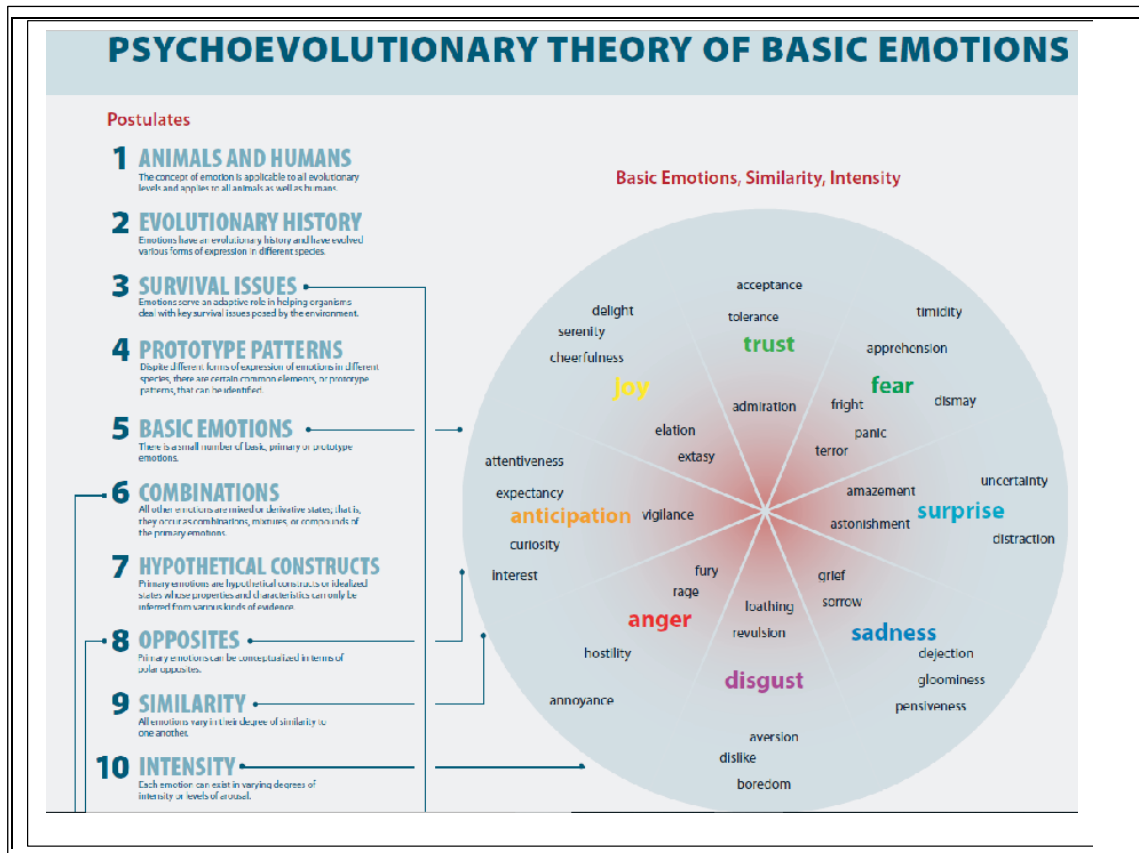 PSYCHOEVOLUTIONARY THEORY OF BASIC EMOTIONS
Postulates
1 ANIMALS AND HUMANS
The concept of emotion is applicable to all evolutionary
levels and applies to all animals as well as humans.
2 EVOLUTIONARY HISTORY
Emotions have an evolutionary history and have evolved
various forms of expression in different species.
3 SURVIVAL ISSUES
Emotions serve an adaptive role in helping organisms
deal with key survival issues posed by the environment.
4 PROTOTYPE PATTERNS
Dispite different forms of expression of emotions in different
species, there are certain common elements, or prototype
patterns, that can be identified.
5 BASIC EMOTIONS
There is a small number of basic, primary or prototype
emotions.
6 COMBINATIONS
All other emotions are mixed or derivative states; that is,
they occur as combinations, mixtures, or compounds of
the primary emotions.
7 HYPOTHETICAL CONSTRUCTS
Primary emotions are hypothetical constructs or idealized
states whose properties and characteristics can only be
inferred from various kinds of evidence.
8 OPPOSITES
Primary emotions can be conceptualized in terms of
polar opposites.
9 SIMILARITY
All emotions vary in their degree of similarity to
one another.
10 INTENSITY
Each emotion can exist in varying degrees of
intensity or levels of arousal.
Basic Emotions, Similarity, Intensity
acceptance
tolerance
trust
admiration
timidity
apprehension
fear
dismay
fright
panic
terror
uncertainty
amazement
surprise
astonishment
distraction
grief
sorrow
sadness
dejection
gloominess
pensiveness
loathing
revulsion
disgust
aversion
dislike
boredom
fury
rage
anger
hostility
annoyance
attentiveness
expectancy
anticipation
vigilance
curiosity
interest
delight
serenity
cheerfulness
joy
elation
extasy